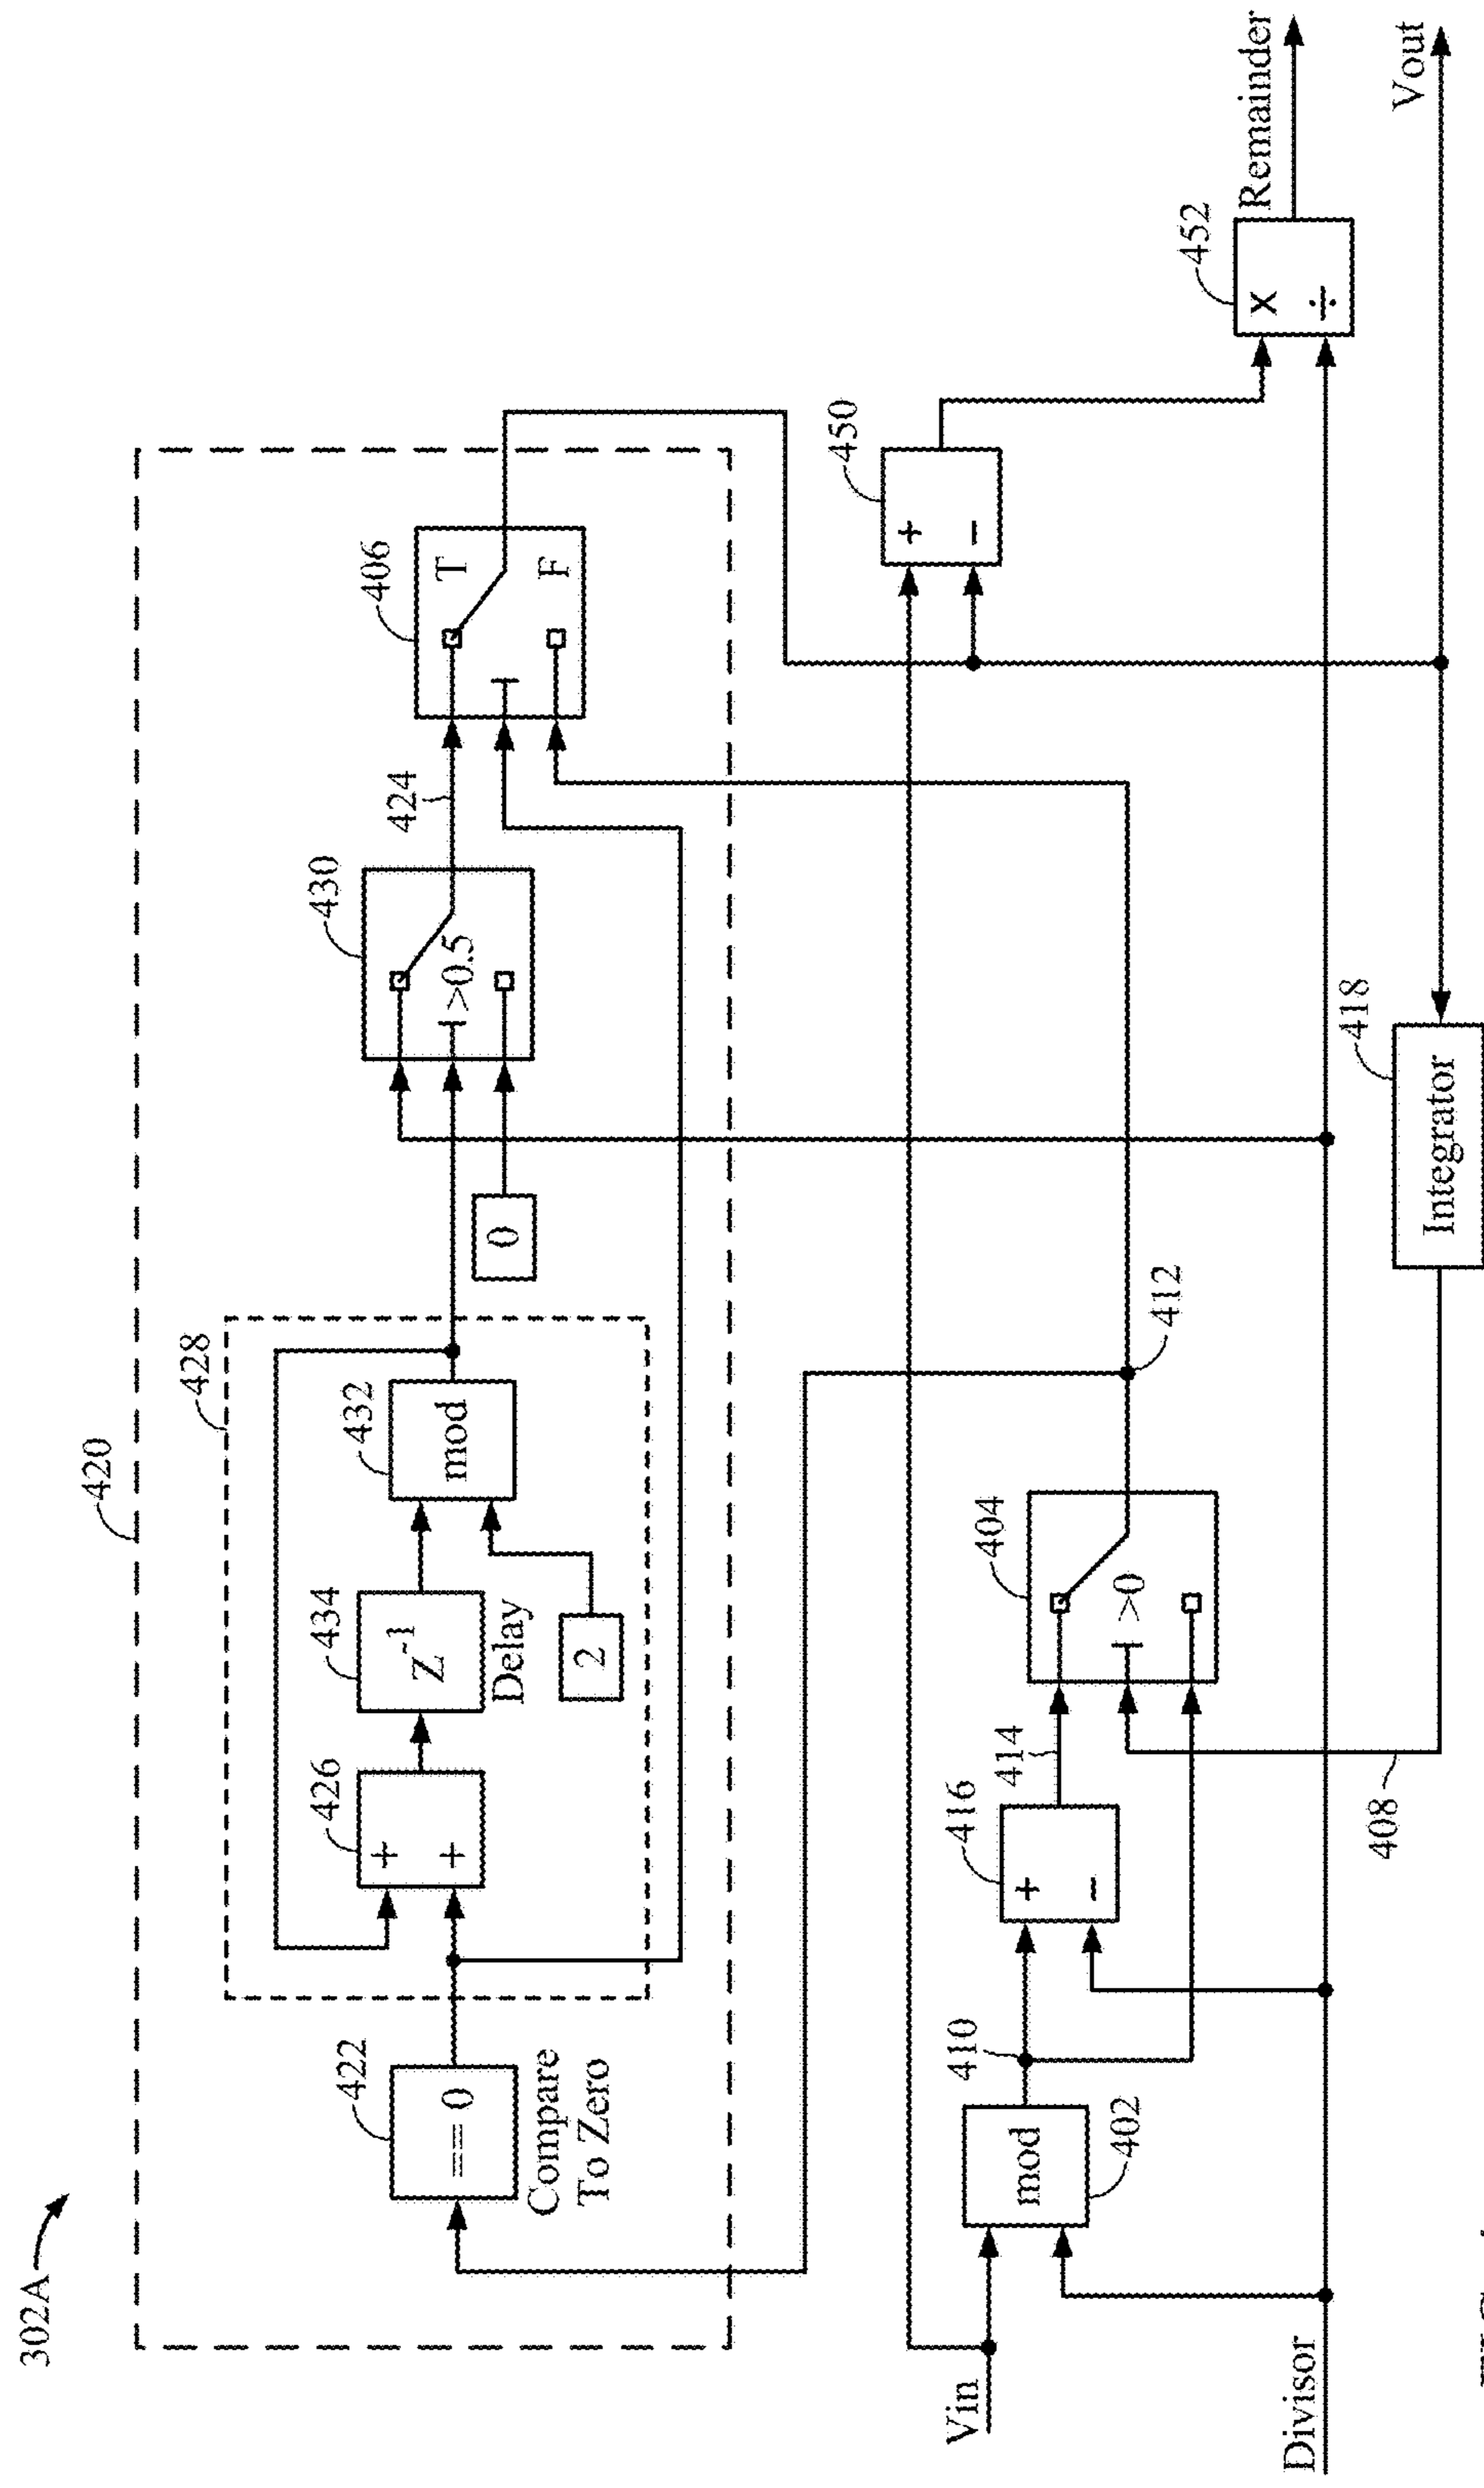 302A
420
428
422
== 0
Compare
To Zero
426
+
+
434
Z-1
Delay
2
432
mod
0
430
>0.5
424
406
T
F
Vin
Divisor
mod
402
410
416
+
-
414
404
>0
408
412
418
Integrator
450
+
-
452
X
÷
Remainder
Vout